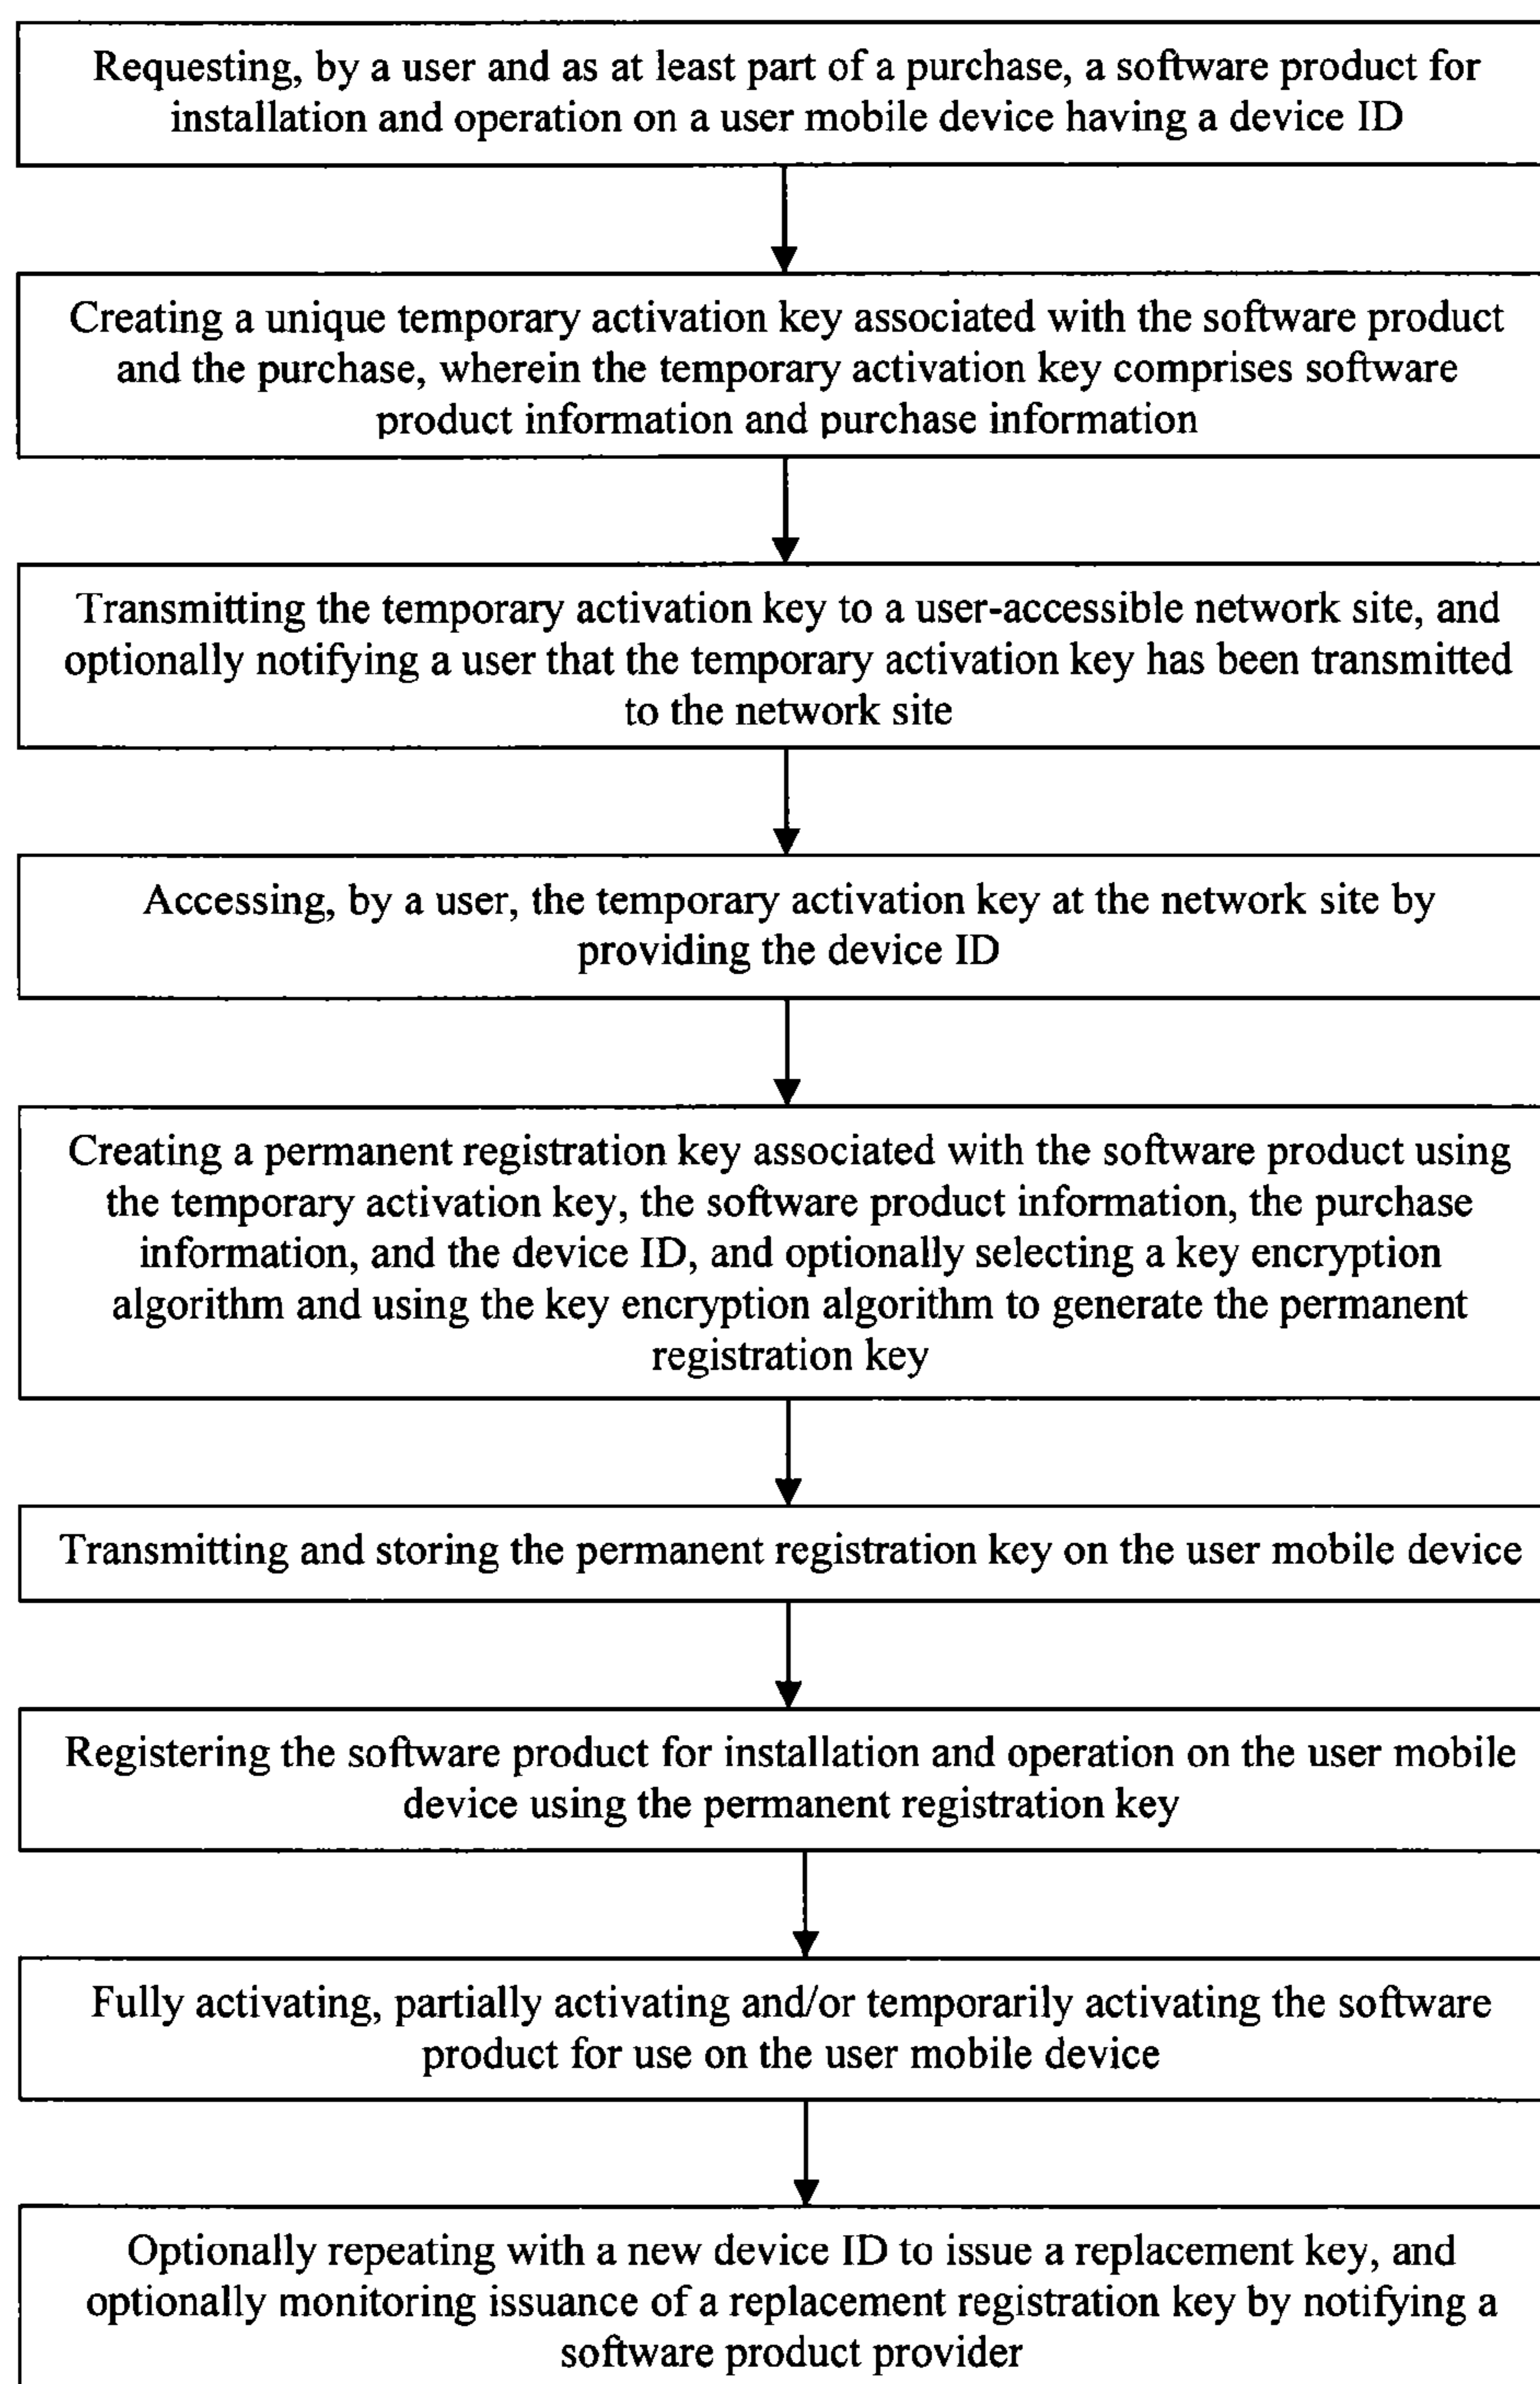 Requesting, by a user and as at least part of a purchase, a software product for
installation and operation on a user mobile device having a device ID
Creating a unique temporary activation key associated with the software product
and the purchase, wherein the temporary activation key comprises software
product information and purchase information
Transmitting the temporary activation key to a user-accessible network site, and
optionally notifying a user that the temporary activation key has been transmitted
to the network site
Accessing, by a user, the temporary activation key at the network site by
providing the device ID
Creating a permanent registration key associated with the software product using
the temporary activation key, the software product information, the purchase
information, and the device ID, and optionally selecting a key encryption
algorithm and using the key encryption algorithm to generate the permanent
registration key
Transmitting and storing the permanent registration key on the user mobile device
Registering the software product for installation and operation on the user mobile
device using the permanent registration key
Fully activating, partially activating and/or temporarily activating the software
product for use on the user mobile device
Optionally repeating with a new device ID to issue a replacement key, and
optionally monitoring issuance of a replacement registration key by notifying a
software product provider